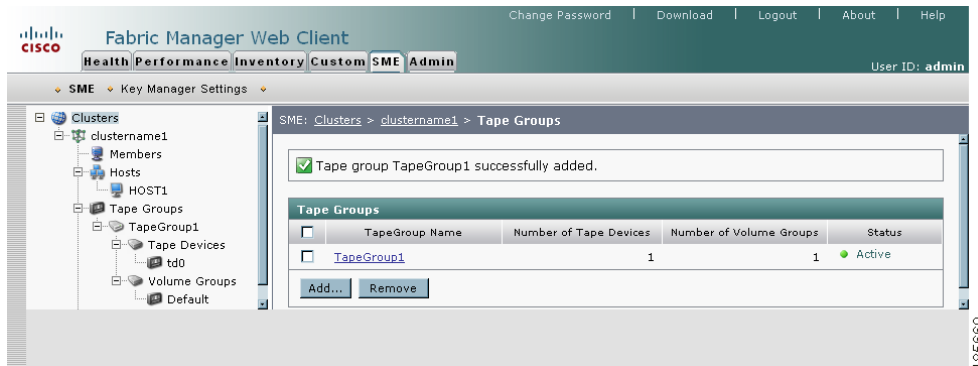 Change Password | Download | Logout | About | Help
CISCO
Fabric Manager Web Client
Health Performance Inventory Custom SME Admin
User ID: admin
SME Key Manager Settings
Clusters
clustername1
Members
Hosts
HOST1
Tape Groups
TapeGroup1
Tape Devices
td0
Volume Groups
Default
SME: Clusters > clustername1 > Tape Groups
Tape group TapeGroup1 successfully added.
Tape Groups
TapeGroup Name Number of Tape Devices Number of Volume Groups Status
TapeGroup1 1 1 Active
Add... Remove